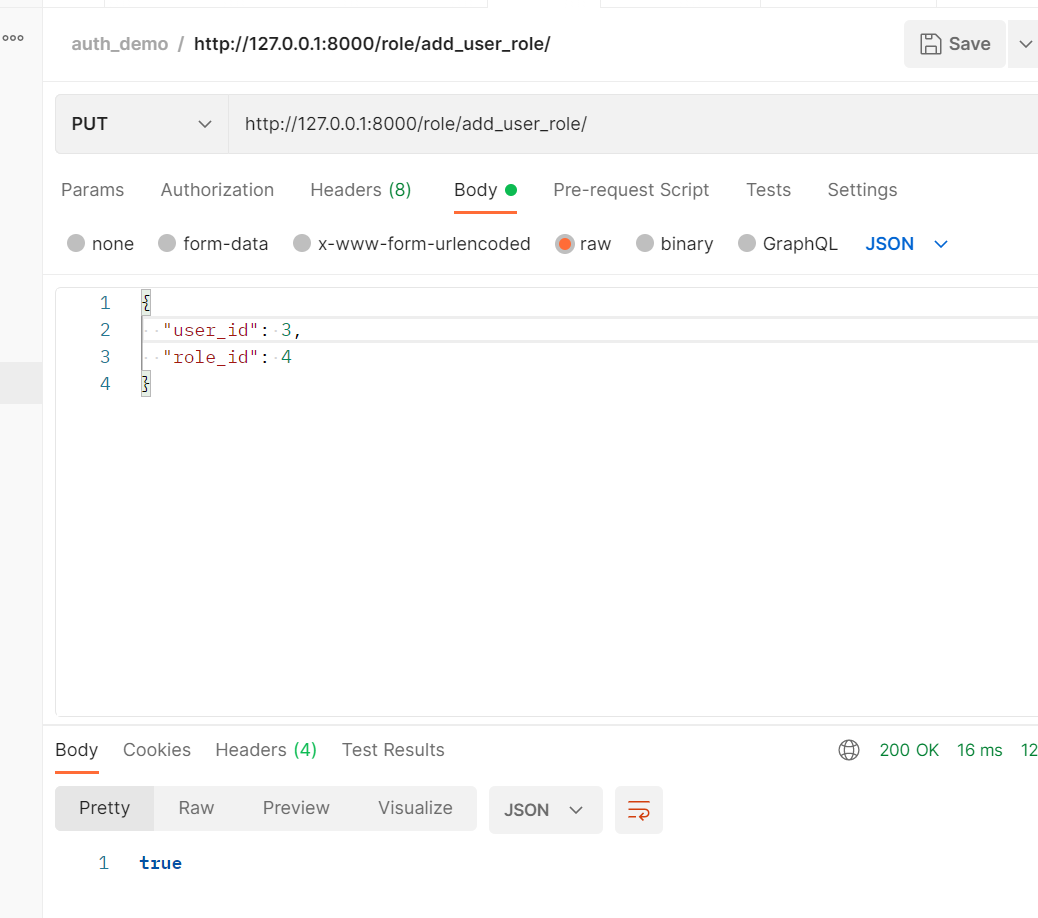 auth_demo / http://127.0.0.1:8000/role/add_user_role/ Save
PUT http://127.0.0.1:8000/role/add_user_role/
Params Authorization Headers (8) Body Pre-request Script Tests Settings
none form-data x-www-form-urlencoded raw binary GraphQL JSON
1 {
2 "user_id": 3,
3 "role_id": 4
4 }
Body Cookies Headers (4) Test Results 200 OK 16 ms 12
Pretty Raw Preview Visualize JSON
1 true